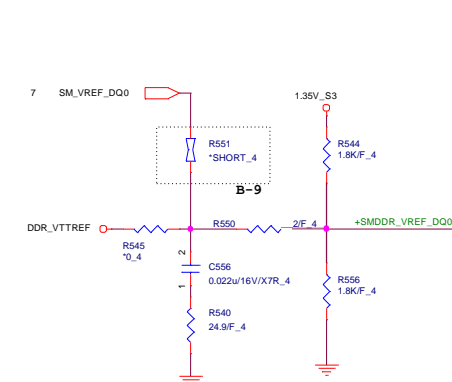 7 SM_VREF_DQ0
1.35V_S3
R551
*SHORT_4
R544
1.8K/F_4
B-9
DDR_VTTREF
R550
2/F_4
+SMDDR_VREF_DQ0
R545
*0_4
2
C556
0.022u/16V/X7R_4
1
R556
1.8K/F_4
R540
24.9/F_4